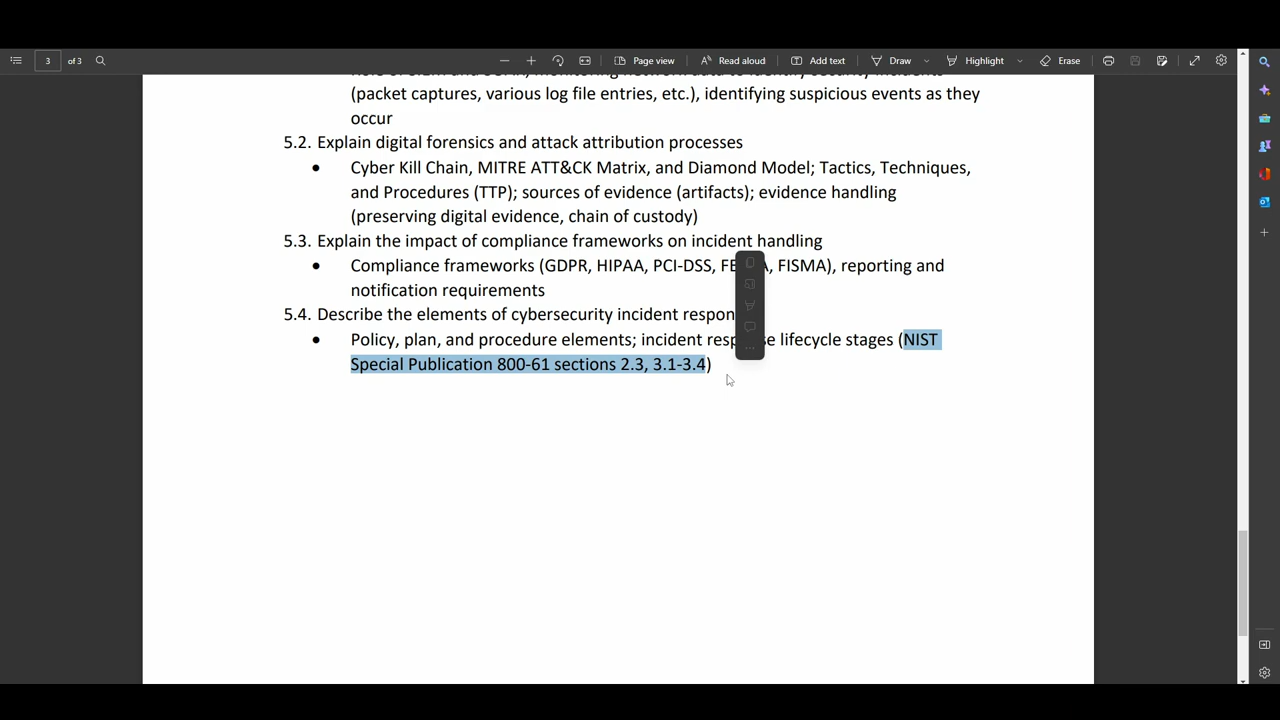 3 of 3 Page view Read aloud Add text Draw Highlight Erase
(packet captures, various log file entries, etc.), identifying suspicious events as they
occur
5.2. Explain digital forensics and attack attribution processes
• Cyber Kill Chain, MITRE ATT&CK Matrix, and Diamond Model; Tactics, Techniques,
and Procedures (TTP); sources of evidence (artifacts); evidence handling
(preserving digital evidence, chain of custody)
5.3. Explain the impact of compliance frameworks on incident handling
• Compliance frameworks (GDPR, HIPAA, PCI-DSS, FISMA), reporting and
notification requirements
5.4. Describe the elements of cybersecurity incident
• Policy, plan, and procedure elements; incident lifecycle stages (NIST
Special Publication 800-61 sections 2.3, 3.1-3.4)